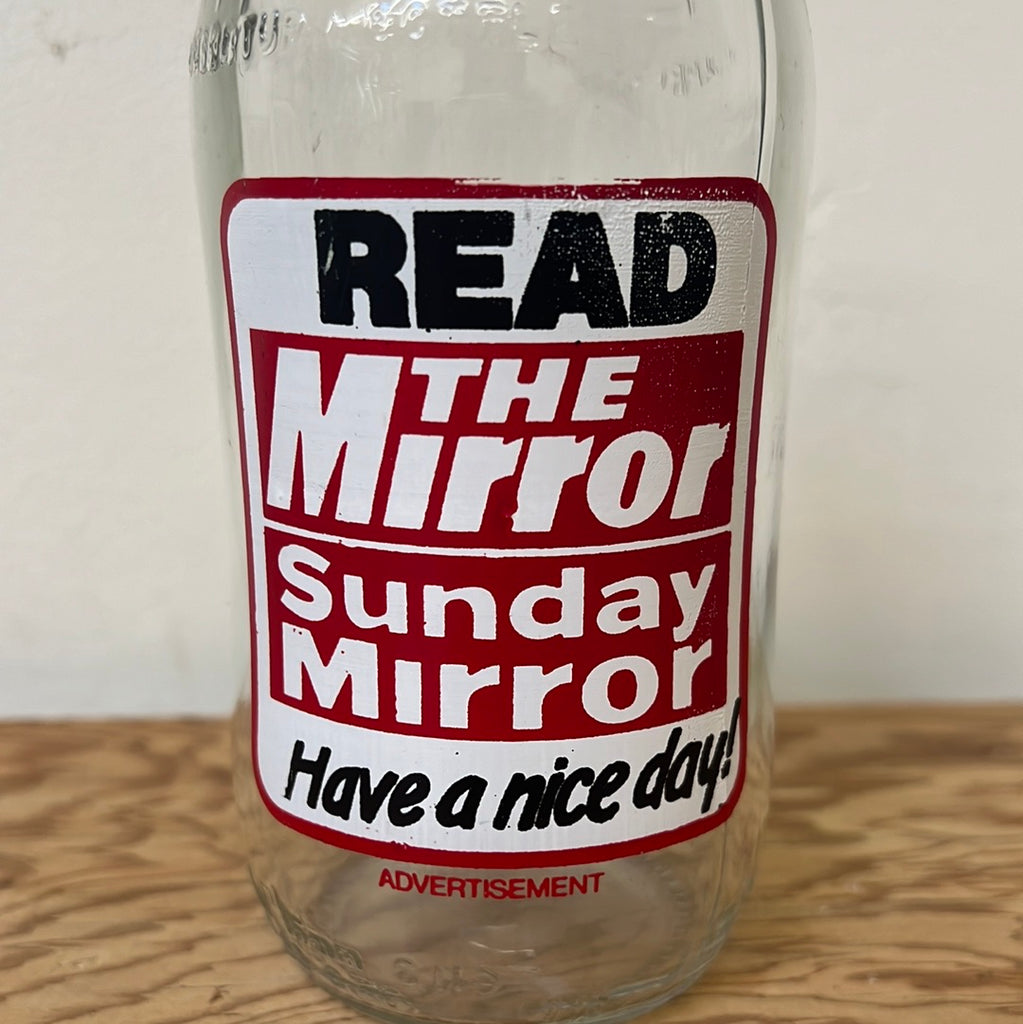 READ
THE
Mirror
Sunday
Mirror
Have a nice day!
ADVERTISEMENT